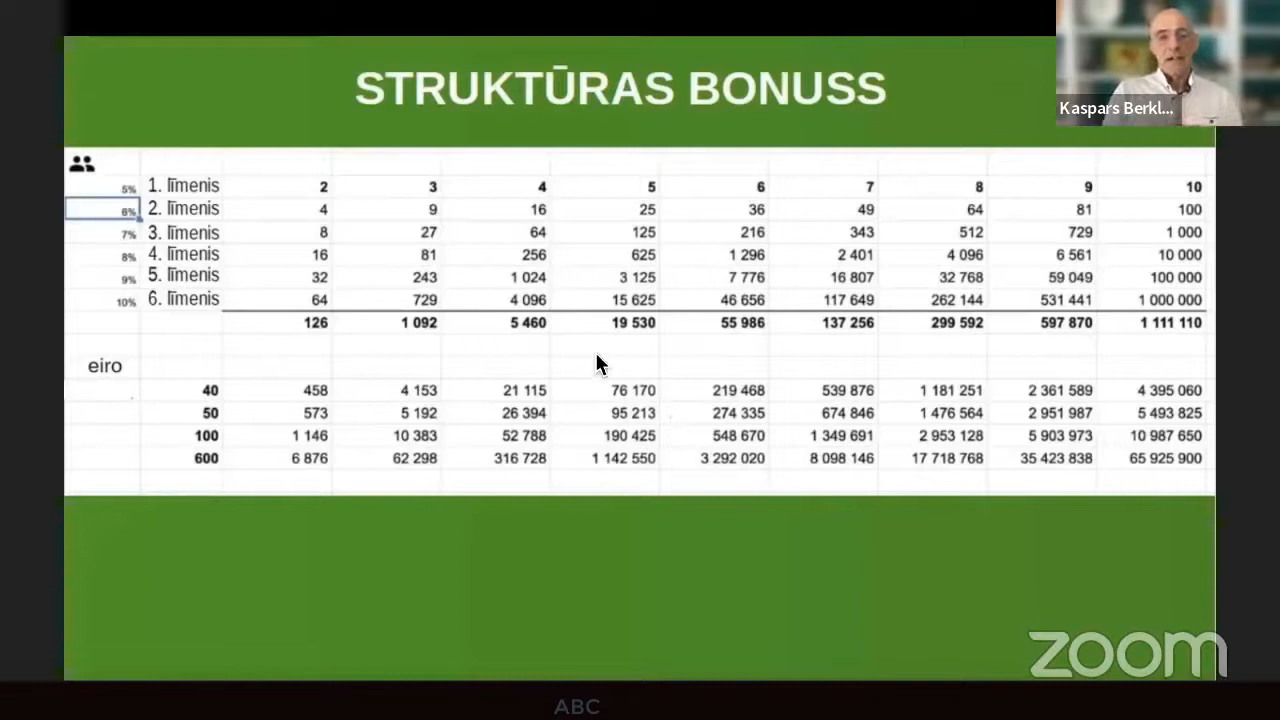 STRUKTŪRAS BONUSS
Kaspars Berkl...
5% 1. līmenis 2 3 4 5 6 7 8 9 10
6% 2. līmenis 4 9 16 25 36 49 64 81 100
7% 3. līmenis 8 27 64 125 216 343 512 729 1 000
8% 4. līmenis 16 81 256 625 1 296 2 401 4 096 6 561 10 000
9% 5. līmenis 32 243 1 024 3 125 7 776 16 807 32 768 59 049 100 000
10% 6. līmenis 64 729 4 096 15 625 46 656 117 649 262 144 531 441 1 000 000
126 1 092 5 460 19 530 55 986 137 256 299 592 597 870 1 111 110
eiro
40 458 4 153 21 115 76 170 219 468 539 876 1 181 251 2 361 589 4 395 060
50 573 5 192 26 394 95 213 274 335 674 846 1 476 564 2 951 987 5 493 825
100 1 146 10 383 52 788 190 425 548 670 1 349 691 2 953 128 5 903 973 10 987 650
600 6 876 62 298 316 728 1 142 550 3 292 020 8 098 146 17 718 768 35 423 838 65 925 900
zoom
ABC